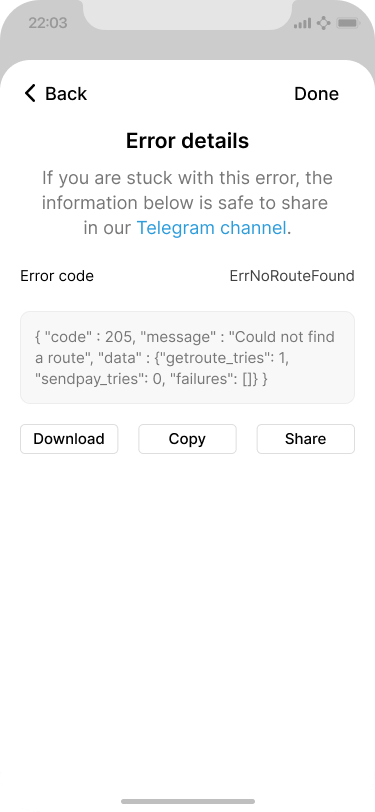 22:03
Back
Done
Error details
If you are stuck with this error, the
information below is safe to share
in our Telegram channel.
Error code
ErrNoRouteFound
{ "code" : 205, "message" : "Could not find
a route", "data" : {"getroute_tries": 1,
"sendpay_tries": 0, "failures": []} }
Download
Copy
Share